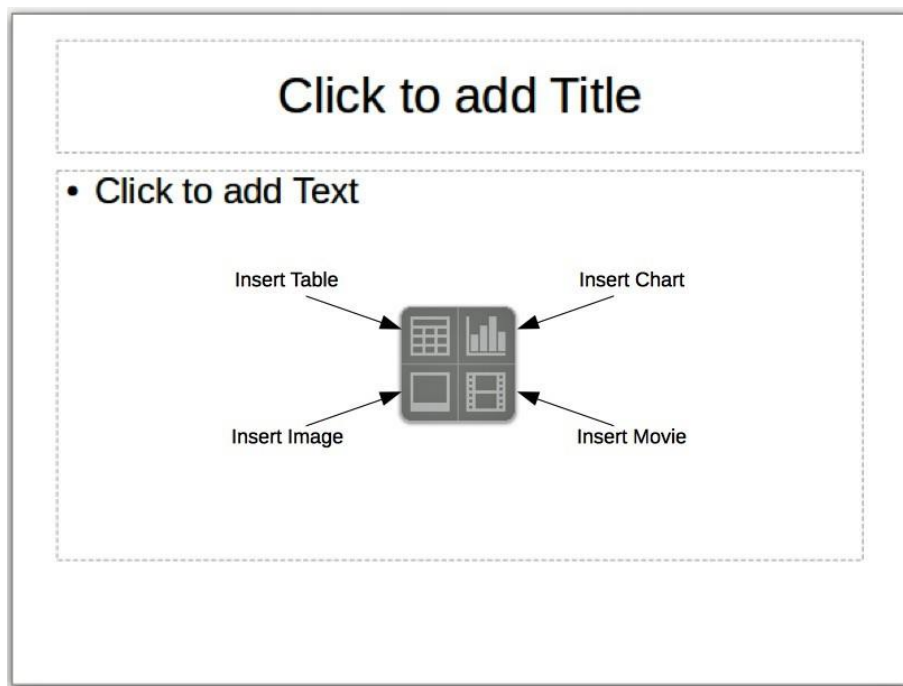 Click to add Title
• Click to add Text
Insert Table
Insert Chart
Insert Image
Insert Movie